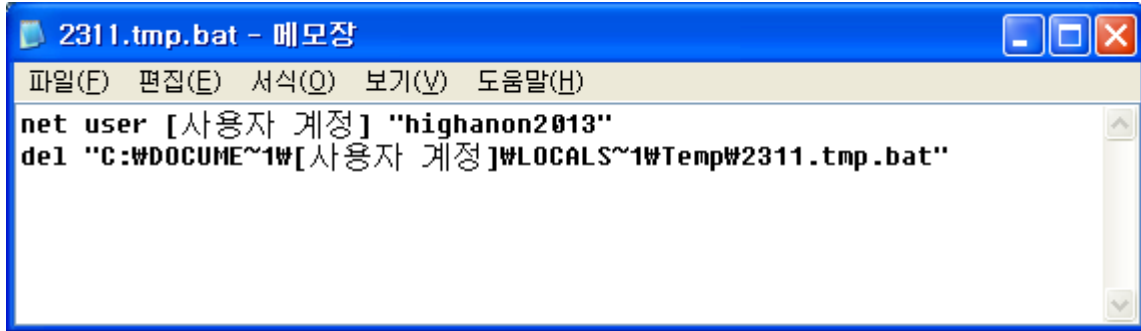 2311.tmp.bat - 메모장
파일(F) 편집(E) 서식(O) 보기(V) 도움말(H)
net user [사용자 계정] "highanon2013"
del "C:₩DOCUME~1₩[사용자 계정]₩LOCALS~1₩Temp₩2311.tmp.bat"